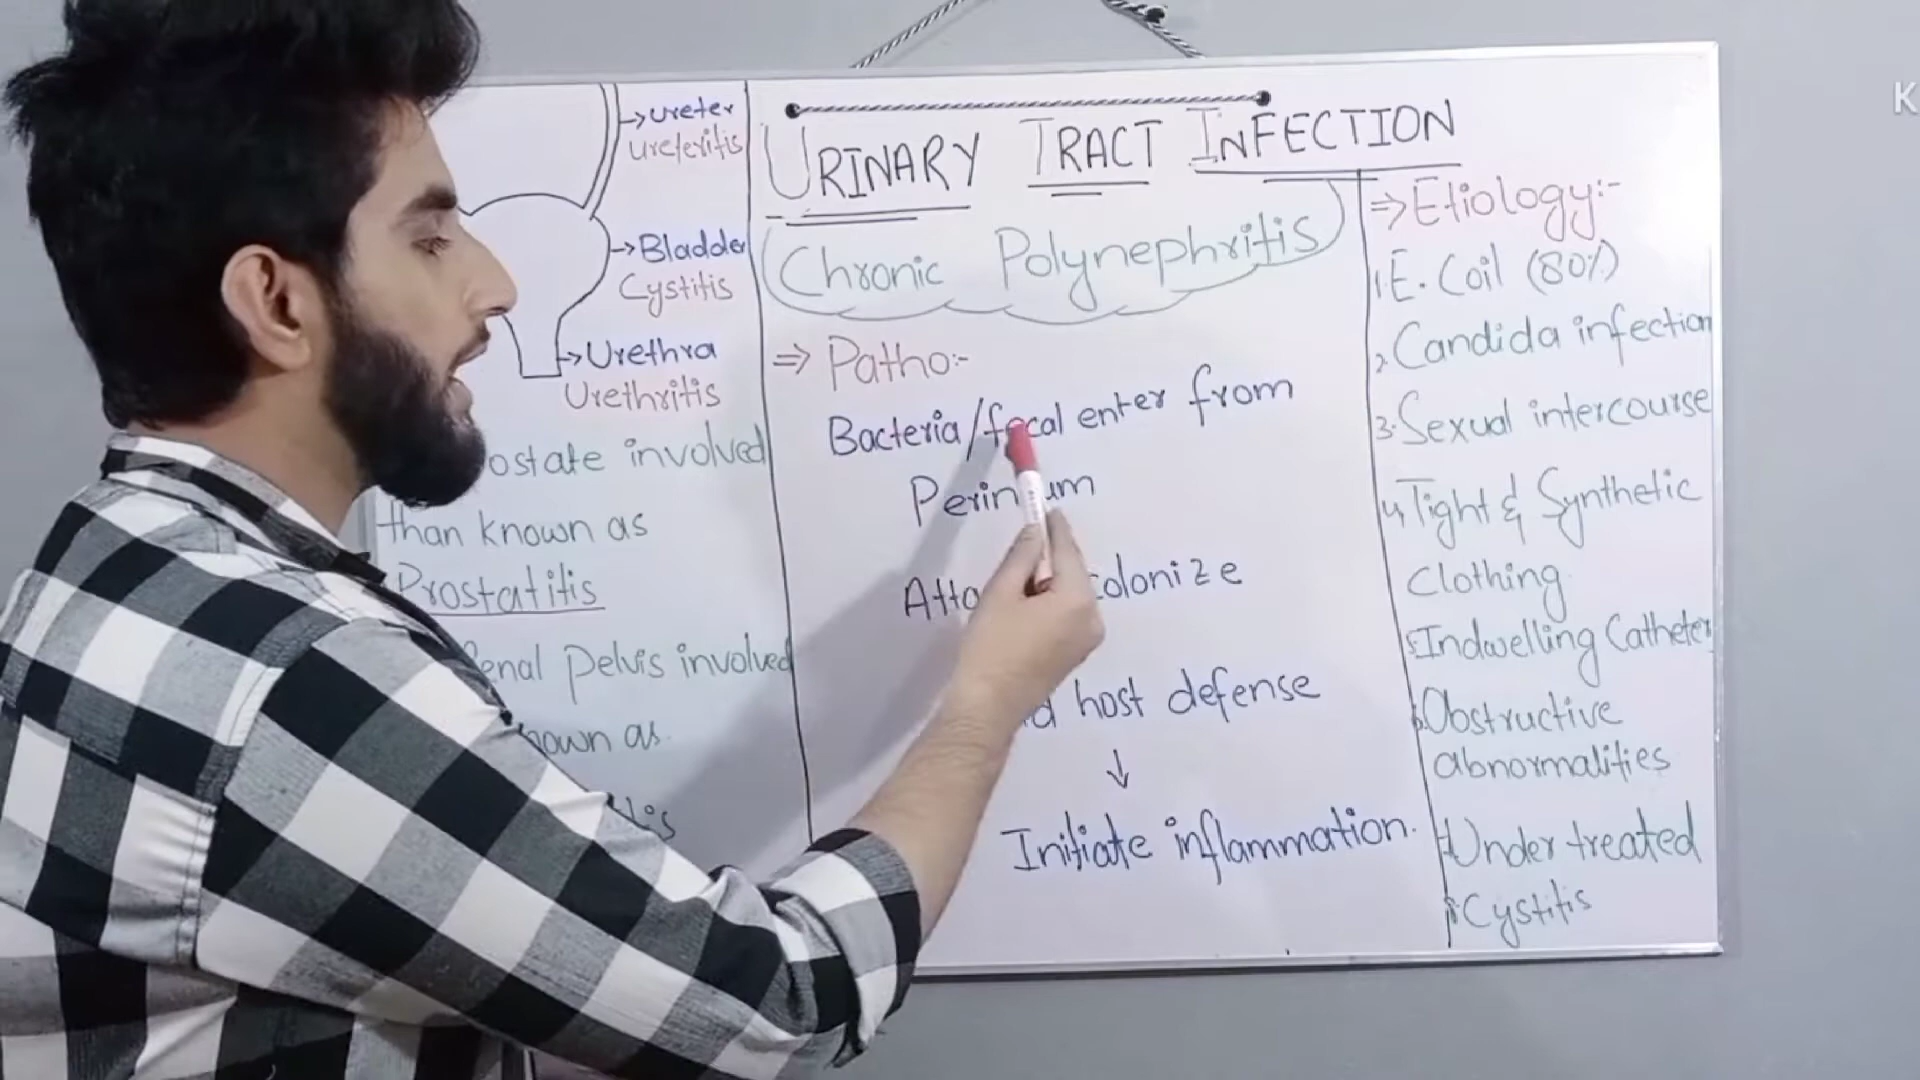 →ureter
ureteritis
→Bladder
Cystitis
→Urethra
Urethritis
ostate involved
than known as
Prostatitis
enal Pelvis involved
nown as
tis
URINARY TRACT INFECTION
Chronic Polynephritis
⇒ Patho:-
Bacteria/fecal enter from
Perin um
Atta colonize
host defense
↓
Initiate inflammation.
⇒Etiology:-
1.E. Coil (80%)
2,Candida infection
3.Sexual intercourse
4,Tight & Synthetic
Clothing
5.Indwelling Catheter
6.Obstructive
abnormalities
7.Under treated
8.Cystitis
K